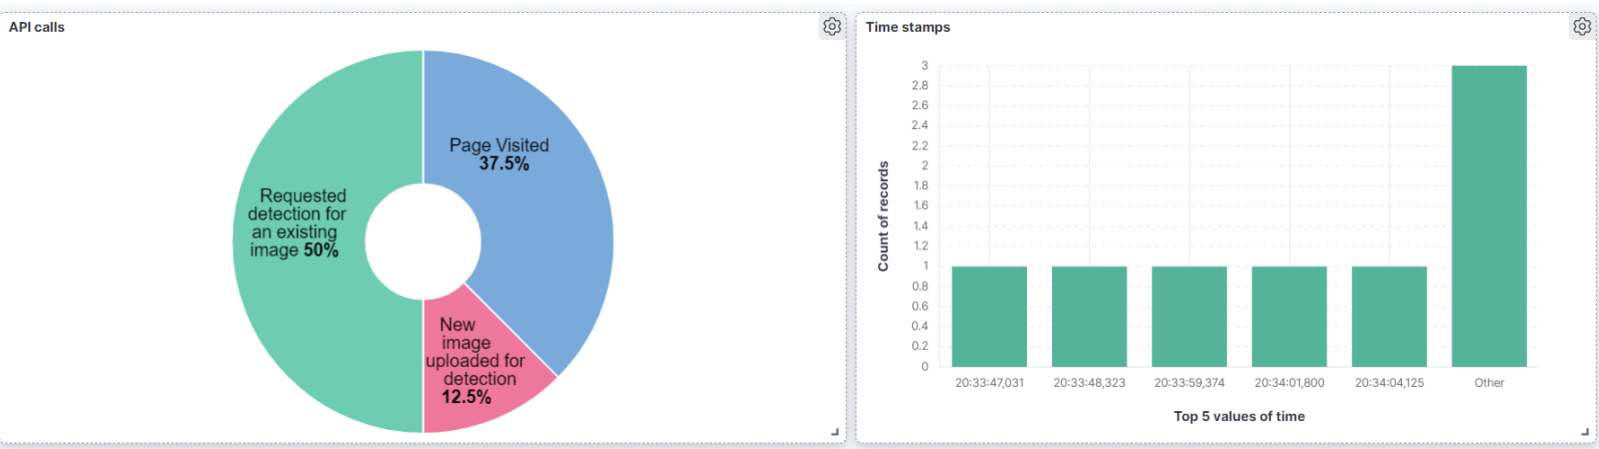 API calls
Page Visited
37.5%
Requested
detection for
an existing
image 50%
New
image
uploaded for
detection
12.5%
Time stamps
Count of records
3
2.8
2.6
2.4
2.2
2
1.8
1.6
1.4
1.2
1
0.8
0.6
0.4
0.2
0
20:33:47,031 20:33:48,323 20:33:59,374 20:34:01,800 20:34:04,125 Other
Top 5 values of time